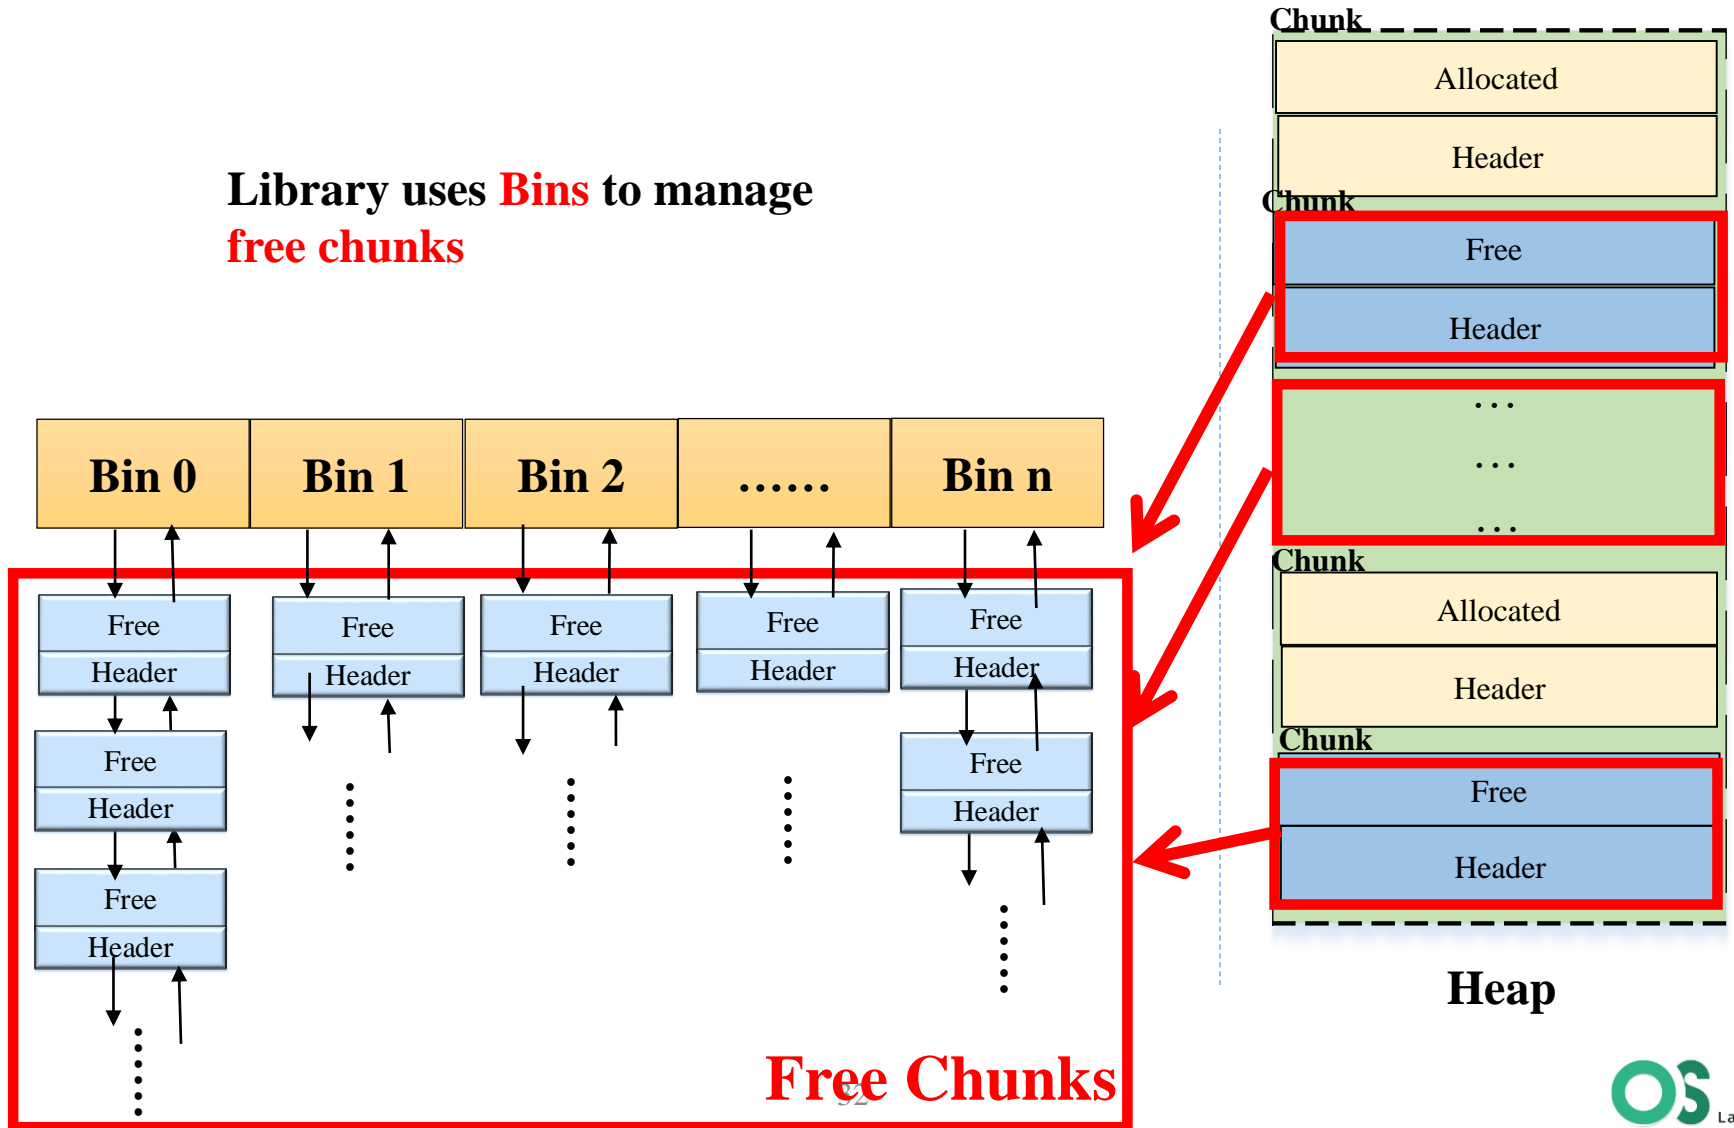 Library uses Bins to manage
free chunks
Bin 0
Bin 1
Bin 2
......
Bin n
Free
Header
Free
Header
Free
Header
Free
Header
Free
Header
Free
Header
Free
Header
Free
Header
Free Chunks
32
Chunk
Allocated
Header
Chunk
Free
Header
...
...
...
Chunk
Allocated
Header
Chunk
Free
Header
Heap
OS La